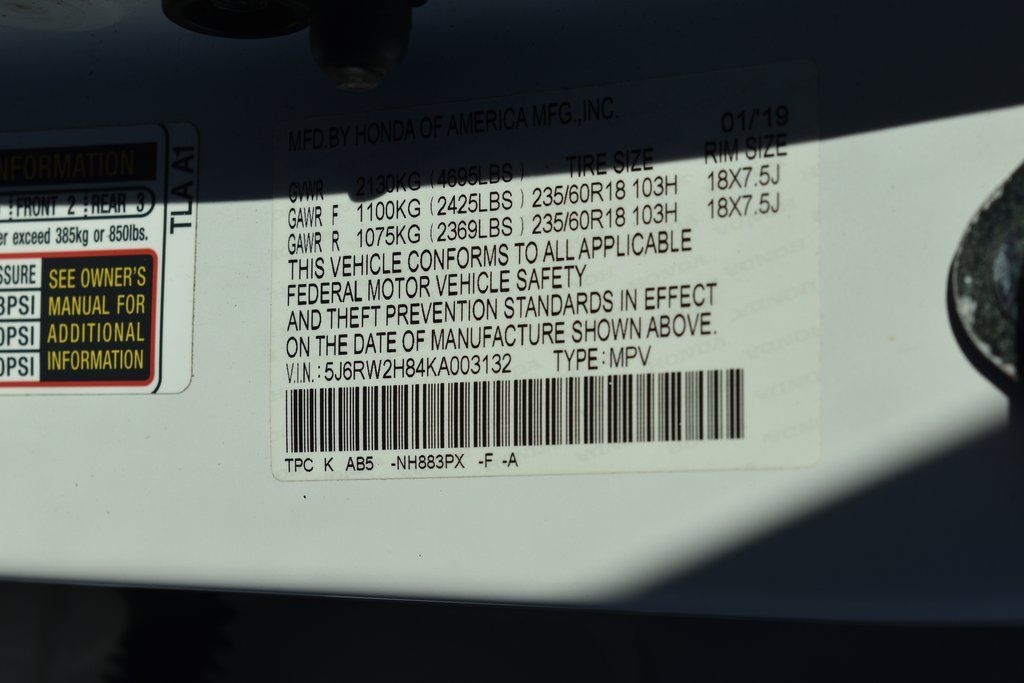 NFORMATION
FRONT 2 REAR 3
er exceed 385kg or 850lbs.
SSURE
PSI
PSI
PSI
SEE OWNER'S
MANUAL FOR
ADDITIONAL
INFORMATION
TLA A1
MFD.BY HONDA OF AMERICA MFG.,INC.
01/'19
GVWR 2130KG (4695LBS) TIRE SIZE RIM SIZE
GAWR F 1100KG (2425LBS) 235/60R18 103H 18X7.5J
GAWR R 1075KG (2369LBS) 235/60R18 103H 18X7.5J
THIS VEHICLE CONFORMS TO ALL APPLICABLE
FEDERAL MOTOR VEHICLE SAFETY
AND THEFT PREVENTION STANDARDS IN EFFECT
ON THE DATE OF MANUFACTURE SHOWN ABOVE.
V.I.N.: 5J6RW2H84KA003132 TYPE: MPV
TPC K AB5 -NH883PX -F -A